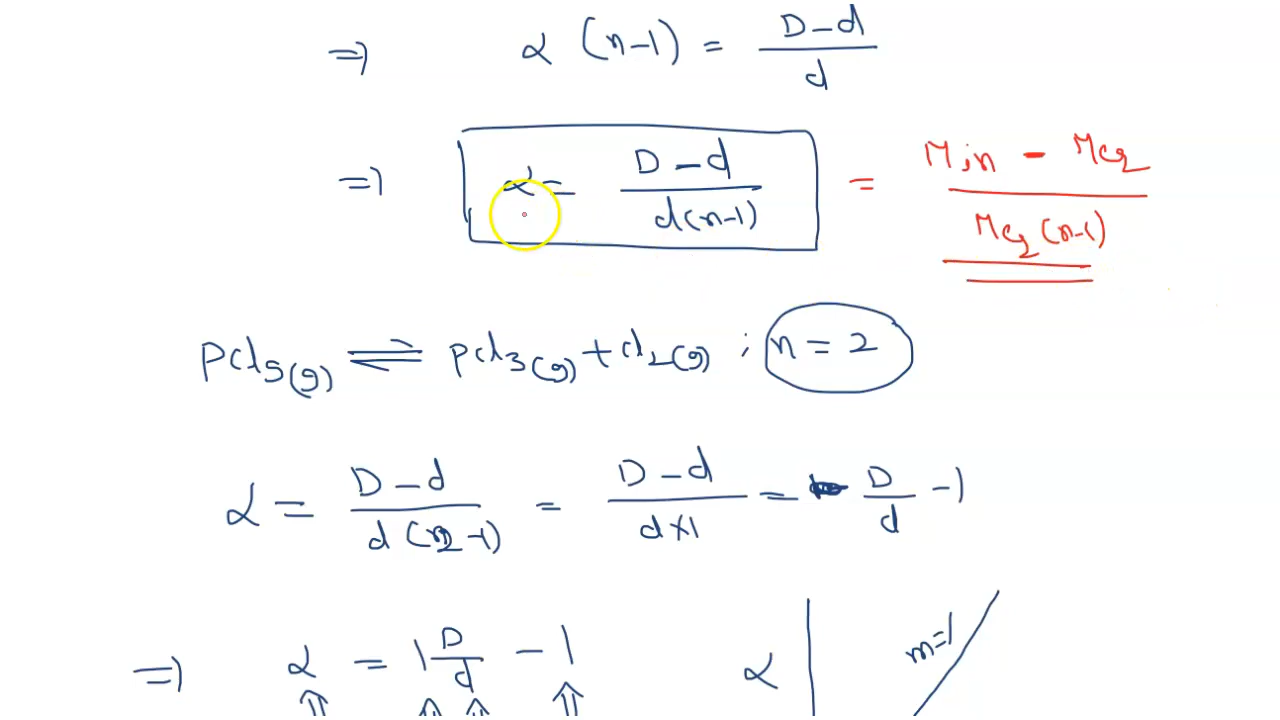 ⇒ α (n-1) = D-d / d
⇒ α = D-d / d(n-1) = Min - Meq / Meq (n-1)
Pcl5(g) ⇌ pcl3(g) + cl2(g) ; n = 2
α = D-d / d(2-1) = D-d / d×1 = D/d -1
⇒ α = 1 D/d - 1
α m=1